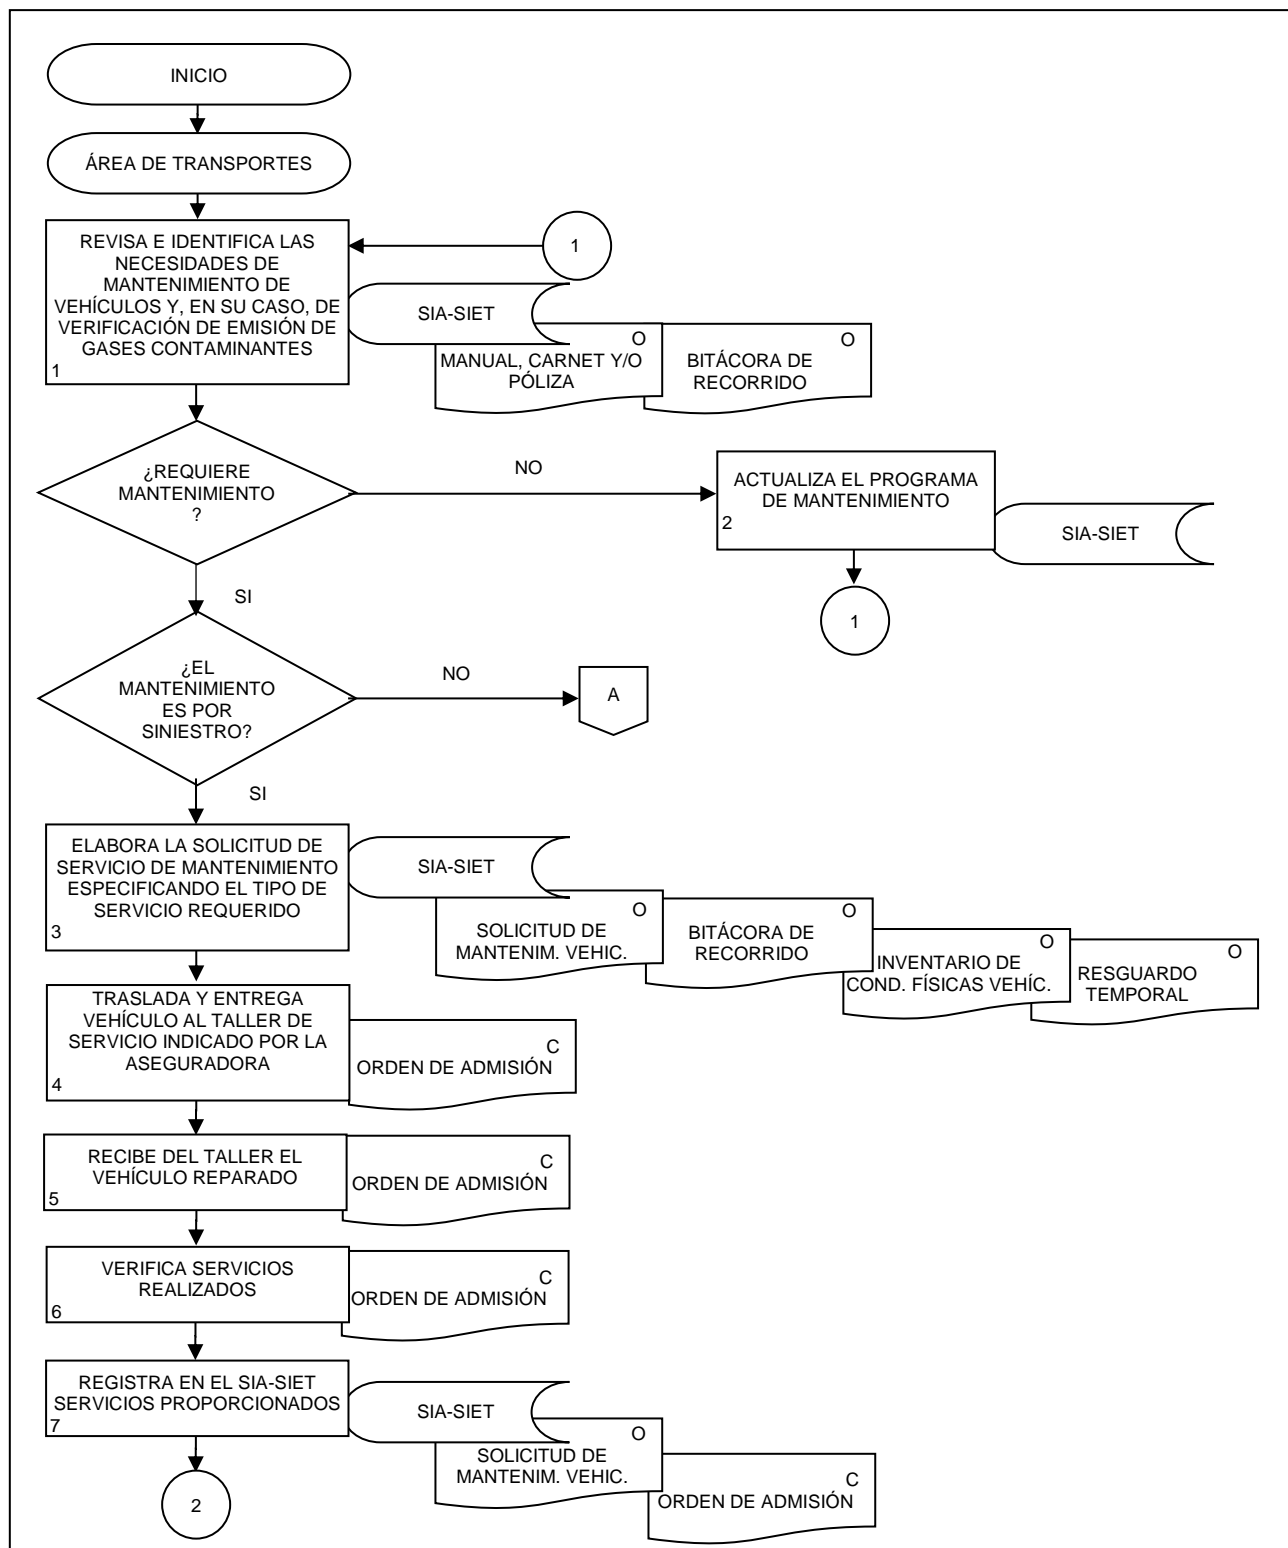 INICIO
ÁREA DE TRANSPORTES
REVISA E IDENTIFICA LAS
NECESIDADES DE
MANTENIMIENTO DE
VEHÍCULOS Y, EN SU CASO, DE
VERIFICACIÓN DE EMISIÓN DE
GASES CONTAMINANTES
1
1
SIA-SIET
O
MANUAL, CARNET Y/O
PÓLIZA
O
BITÁCORA DE
RECORRIDO
¿REQUIERE
MANTENIMIENTO
?
NO
ACTUALIZA EL PROGRAMA
DE MANTENIMIENTO
2
SIA-SIET
1
SI
¿EL
MANTENIMIENTO
ES POR
SINIESTRO?
NO
A
SI
ELABORA LA SOLICITUD DE
SERVICIO DE MANTENIMIENTO
ESPECIFICANDO EL TIPO DE
SERVICIO REQUERIDO
3
SIA-SIET
O
SOLICITUD DE
MANTENIM. VEHIC.
O
BITÁCORA DE
RECORRIDO
O
INVENTARIO DE
COND. FÍSICAS VEHÍC.
O
RESGUARDO
TEMPORAL
TRASLADA Y ENTREGA
VEHÍCULO AL TALLER DE
SERVICIO INDICADO POR LA
ASEGURADORA
4
C
ORDEN DE ADMISIÓN
RECIBE DEL TALLER EL
VEHÍCULO REPARADO
5
C
ORDEN DE ADMISIÓN
VERIFICA SERVICIOS
REALIZADOS
6
C
ORDEN DE ADMISIÓN
REGISTRA EN EL SIA-SIET
SERVICIOS PROPORCIONADOS
7
SIA-SIET
O
SOLICITUD DE
MANTENIM. VEHIC.
C
ORDEN DE ADMISIÓN
2